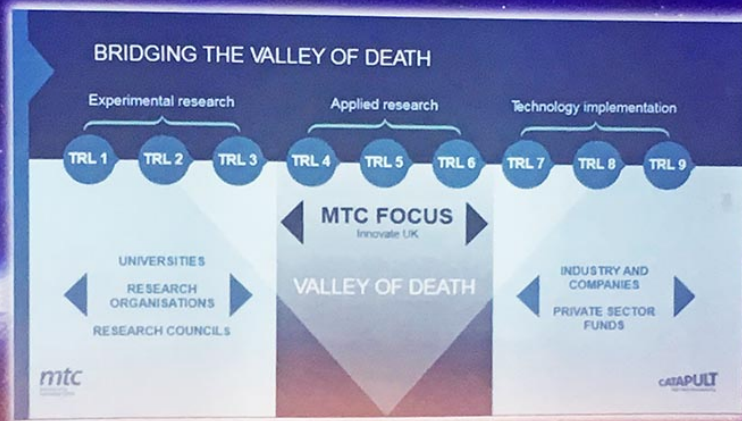 BRIDGING THE VALLEY OF DEATH
Experimental research
Applied research
Technology implementation
TRL 1
TRL 2
TRL 3
TRL 4
TRL 5
TRL 6
TRL 7
TRL 8
TRL 9
MTC FOCUS
Innovate UK
VALLEY OF DEATH
UNIVERSITIES
RESEARCH
ORGANISATIONS
RESEARCH COUNCILS
INDUSTRY AND
COMPANIES
PRIVATE SECTOR
FUNDS
mtc
CATAPULT